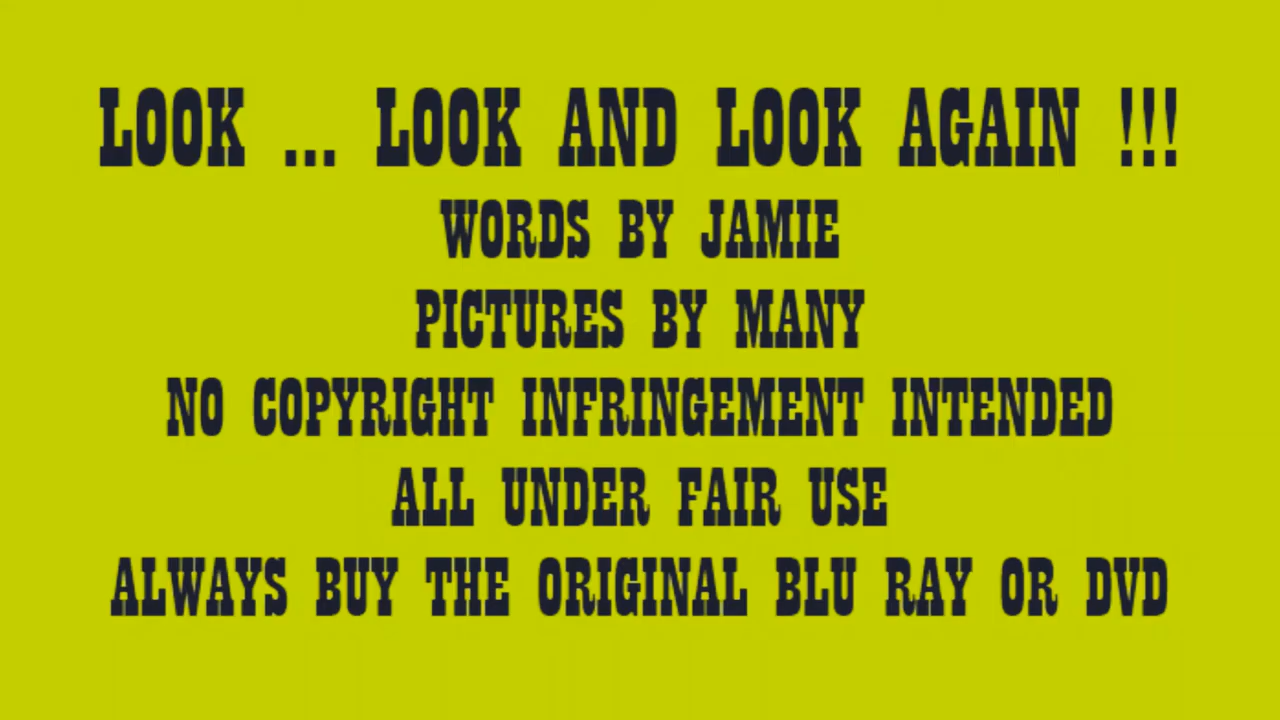 LOOK ... LOOK AND LOOK AGAIN !!!
WORDS BY JAMIE
PICTURES BY MANY
NO COPYRIGHT INFRINGEMENT INTENDED
ALL UNDER FAIR USE
ALWAYS BUY THE ORIGINAL BLU RAY OR DVD